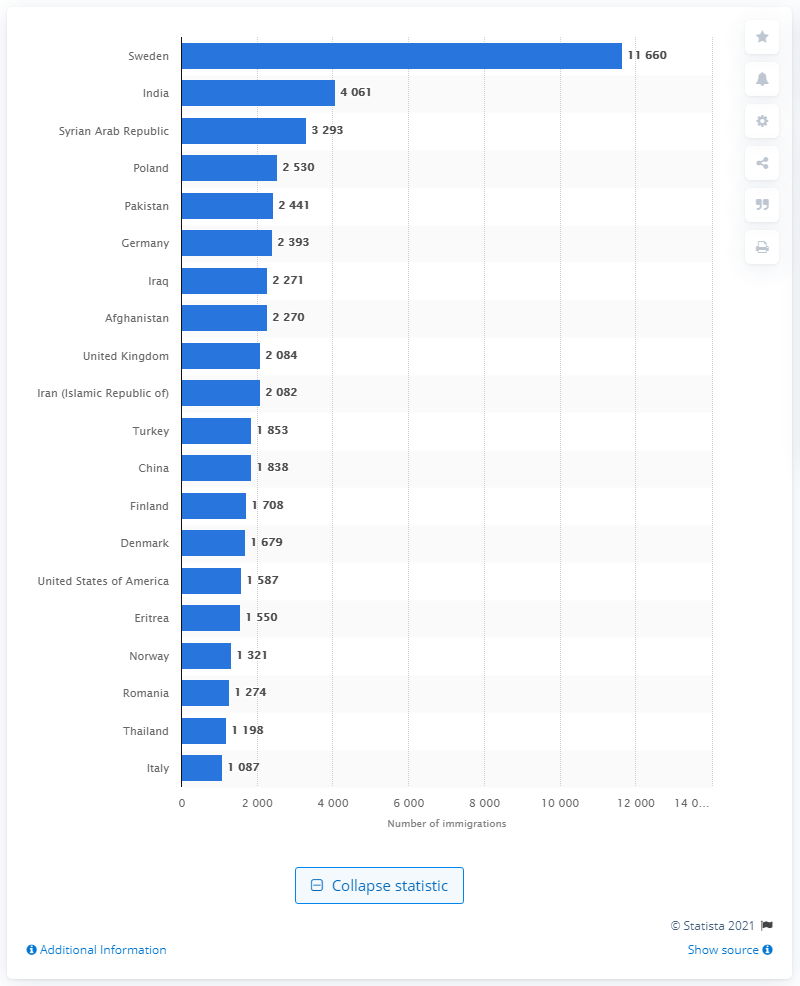 Sweden 11 660
India 4 061
Syrian Arab Republic 3 293
Poland 2 530
Pakistan 2 441
Germany 2 393
Iraq 2 271
Afghanistan 2 270
United Kingdom 2 084
Iran (Islamic Republic of) 2 082
Turkey 1 853
China 1 838
Finland 1 708
Denmark 1 679
United States of America 1 587
Eritrea 1 550
Norway 1 321
Romania 1 274
Thailand 1 198
Italy 1 087
0 2 000 4 000 6 000 8 000 10 000 12 000 14 0...
Number of immigrations
Collapse statistic
© Statista 2021
Additional Information Show source